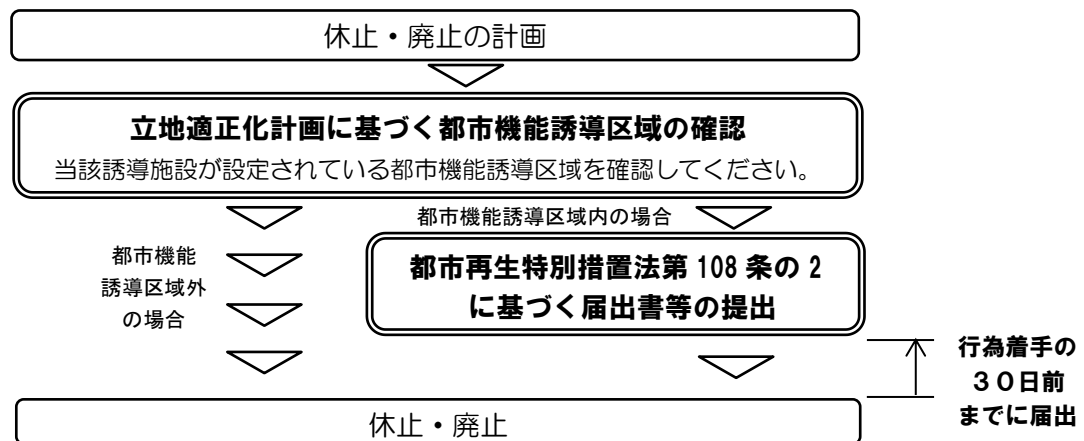 休止・廃止の計画
立地適正化計画に基づく都市機能誘導区域の確認
当該誘導施設が設定されている都市機能誘導区域を確認してください。
都市機能誘導区域内の場合
都市機能
誘導区域外
の場合
都市再生特別措置法第 108 条の 2
に基づく届出書等の提出
行為着手の
３０日前
までに届出
休止・廃止